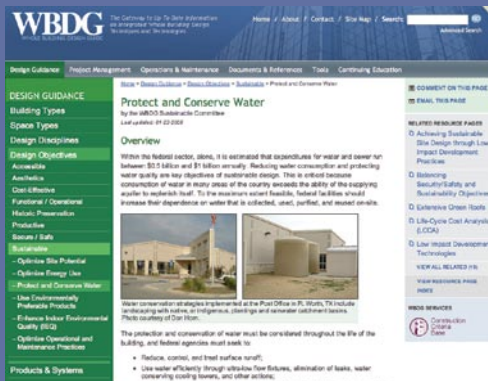 WBDG
WHOLE BUILDING DESIGN GUIDE
The Gateway to Up-To-Date Information
on Integrated 'Whole Building' Design
Techniques and Technologies
Home / About / Contact / Site Map / Search:
Advanced Search
Design Guidance Project Management Operations & Maintenance Documents & References Tools Continuing Education
DESIGN GUIDANCE
Building Types
Space Types
Design Disciplines
Design Objectives
Accessible
Aesthetics
Cost-Effective
Functional / Operational
Historic Preservation
Productive
Secure / Safe
Sustainable
– Optimize Site Potential
– Optimize Energy Use
– Protect and Conserve Water
– Use Environmentally
Preferable Products
– Enhance Indoor Environmental
Quality (IEQ)
– Optimize Operational and
Maintenance Practices
Products & Systems
Home > Design Guidance > Design Objectives > Sustainable > Protect and Conserve Water
Protect and Conserve Water
by the WBDG Sustainable Committee
Last updated:
Overview
Within the federal sector, alone, it is estimated that expenditures for water and sewer run
between $0.5 billion and $1 billion annually. Reducing water consumption and protecting
water quality are key objectives of sustainable design. This is critical because
consumption of water in many areas of the country exceeds the ability of the supplying
aquifer to replenish itself. To the maximum extent feasible, federal facilities should
increase their dependence on water that is collected, used, purified, and reused on-site.
Water conservation strategies implemented at the Post Office in Ft. Worth, TX include
landscaping with native, or indigenous, plantings and rainwater catchment basins.
Photo courtesy of Don Horn.
The protection and conservation of water must be considered throughout the life of the
building, and federal agencies must seek to:
• Reduce, control, and treat surface runoff;
• Use water efficiently through ultra-low flow fixtures, elimination of leaks, water
conserving cooling towers, and other actions;
COMMENT ON THIS PAGE
EMAIL THIS PAGE
RELATED RESOURCE PAGES
Achieving Sustainable
Site Design through Low
Impact Development
Practices
Balancing
Security/Safety and
Sustainability Objectives
Extensive Green Roofs
Life-Cycle Cost Analysis
(LCCA)
Low Impact Development
Technologies
VIEW ALL RELATED
VIEW RESOURCE PAGE
INDEX
WBDG SERVICES
Construction
Criteria
Base